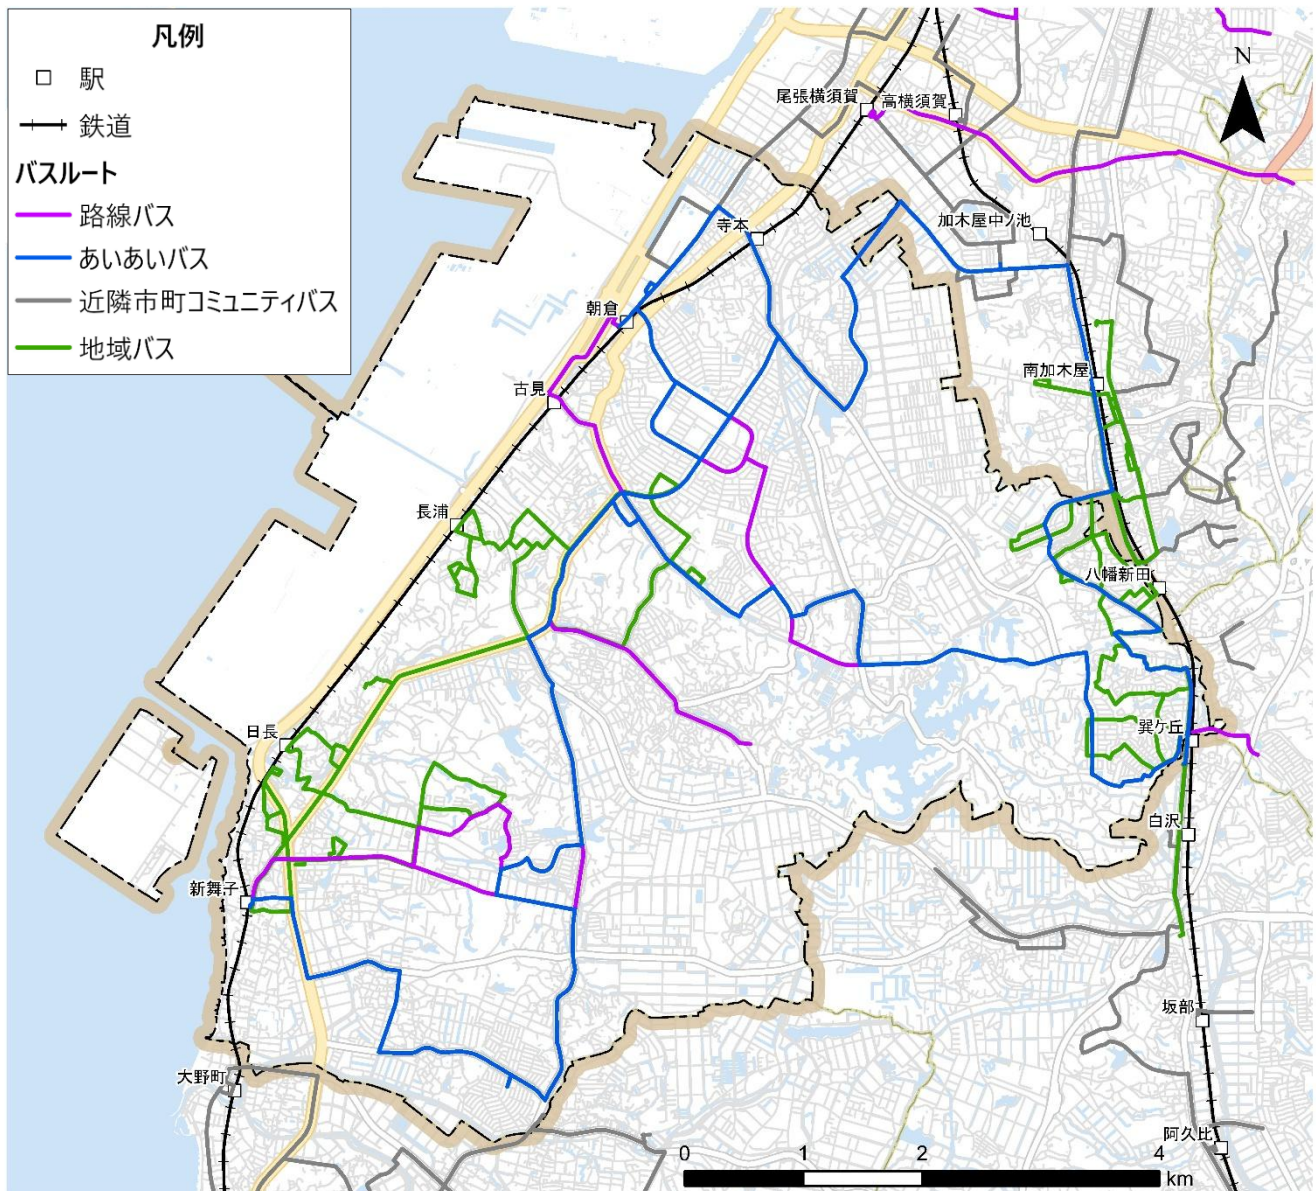 凡例
駅
鉄道
バスルート
路線バス
あいあいバス
近隣市町コミュニティバス
地域バス
N
尾張横須賀
高横須賀
寺本
加木屋中ノ池
朝倉
南加木屋
古見
長浦
八幡新田
日長
巽ケ丘
白沢
新舞子
坂部
大野町
阿久比
0 1 2 4
km